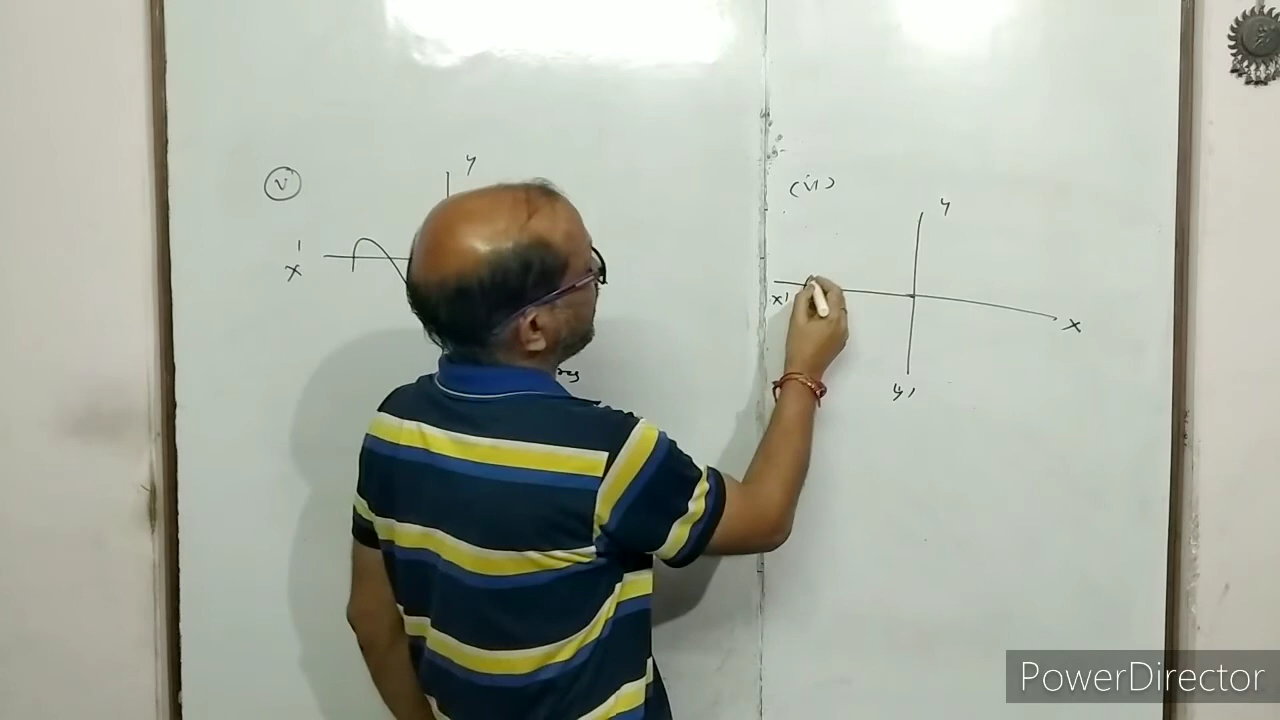 V
y
x'
(vi)
y
x'
x
y'
PowerDirector